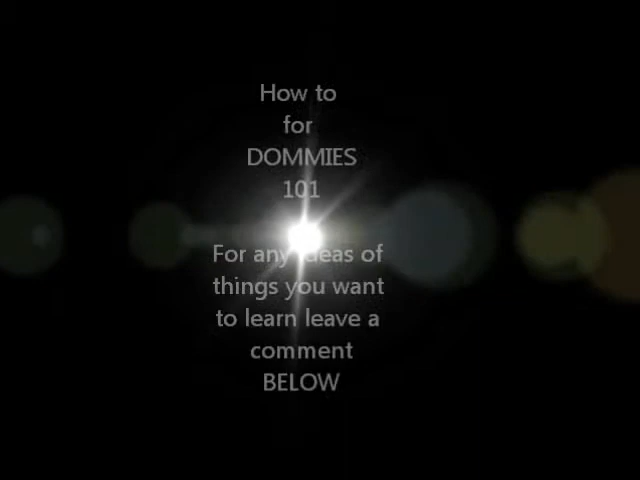 How to
for
DOMMIES
101
For any ideas of
things you want
to learn leave a
comment
BELOW